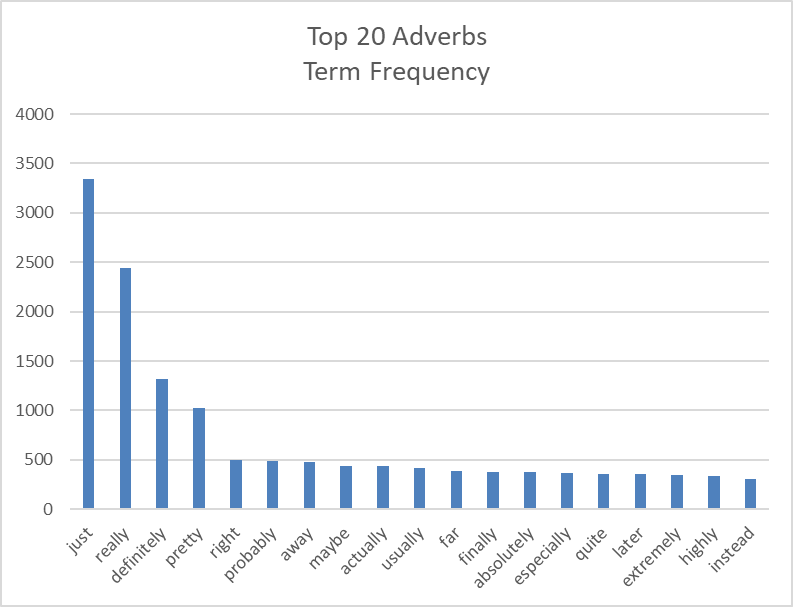 Top 20 Adverbs
Term Frequency
4000
3500
3000
2500
2000
1500
1000
500
0
just
really
definitely
pretty
right
probably
away
maybe
actually
usually
far
finally
absolutely
especially
quite
later
extremely
highly
instead